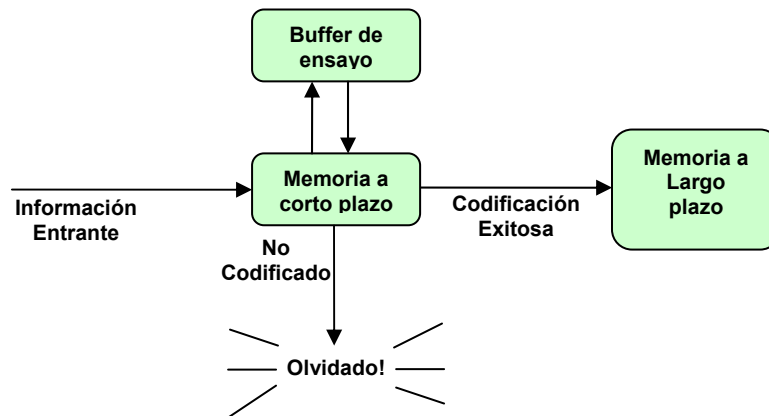 Buffer de
ensayo
Memoria a
corto plazo
Memoria a
Largo
plazo
Información
Entrante
Codificación
Exitosa
No
Codificado
Olvidado!